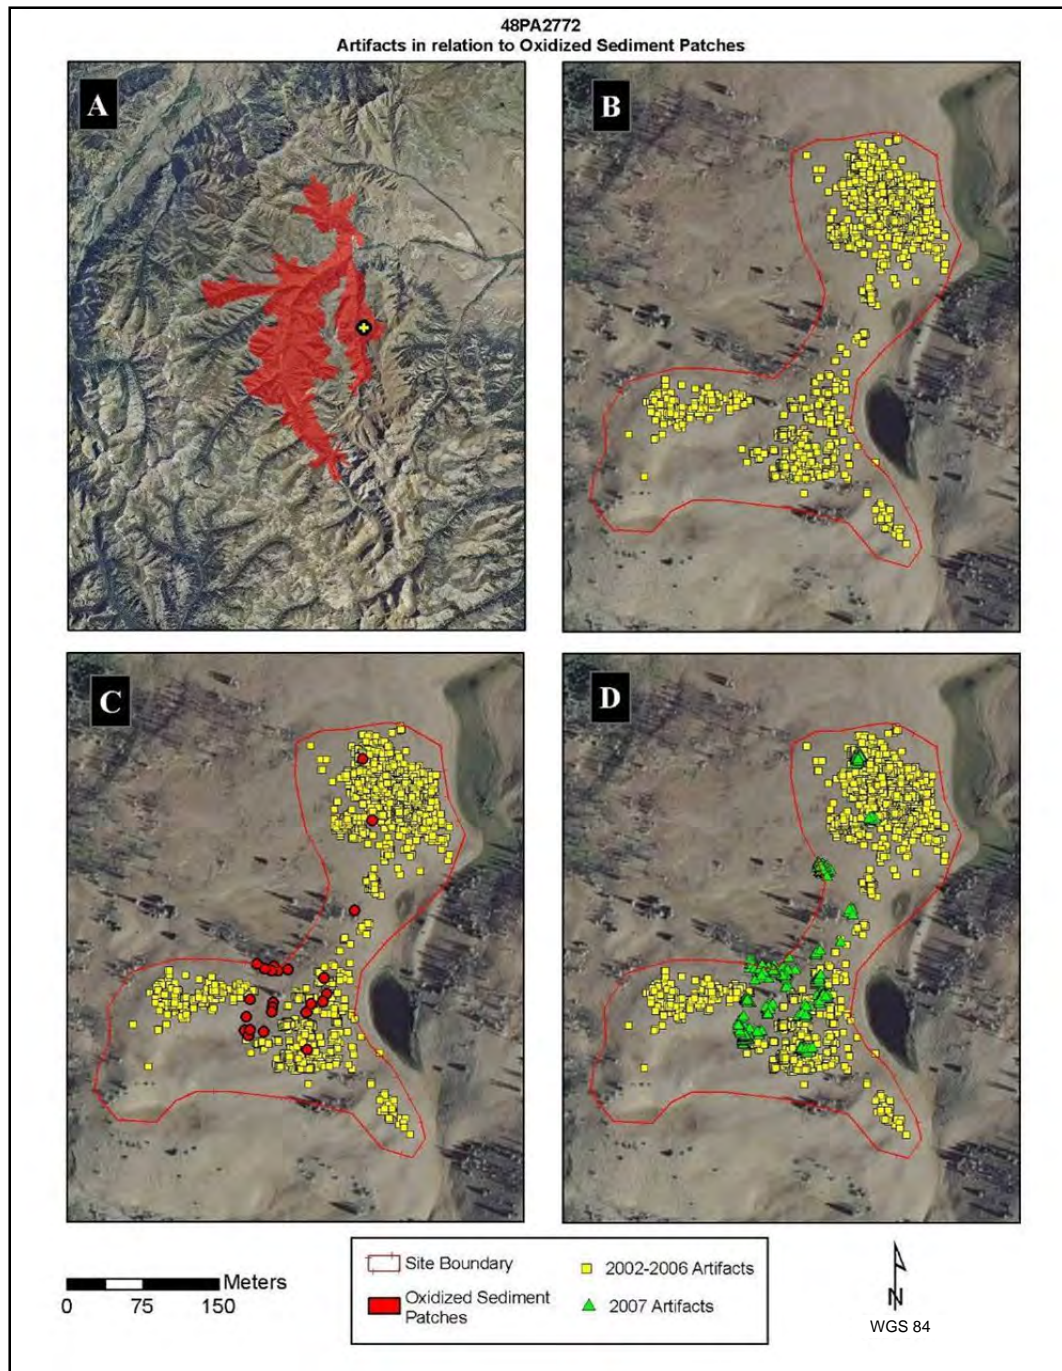 48PA2772
Artifacts in relation to Oxidized Sediment Patches
A
B
C
D
Meters
0 75 150
Site Boundary
Oxidized Sediment
Patches
2002-2006 Artifacts
2007 Artifacts
N
WGS 84